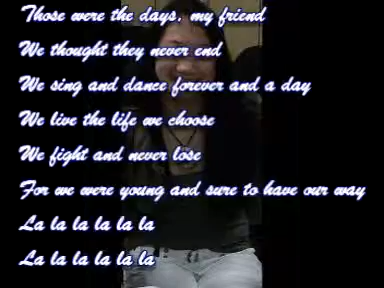 Those were the days, my friend
We thought they never end
We sing and dance forever and a day
We live the life we choose
We fight and never lose
For we were young and sure to have our way
La la la la la la
La la la la la la